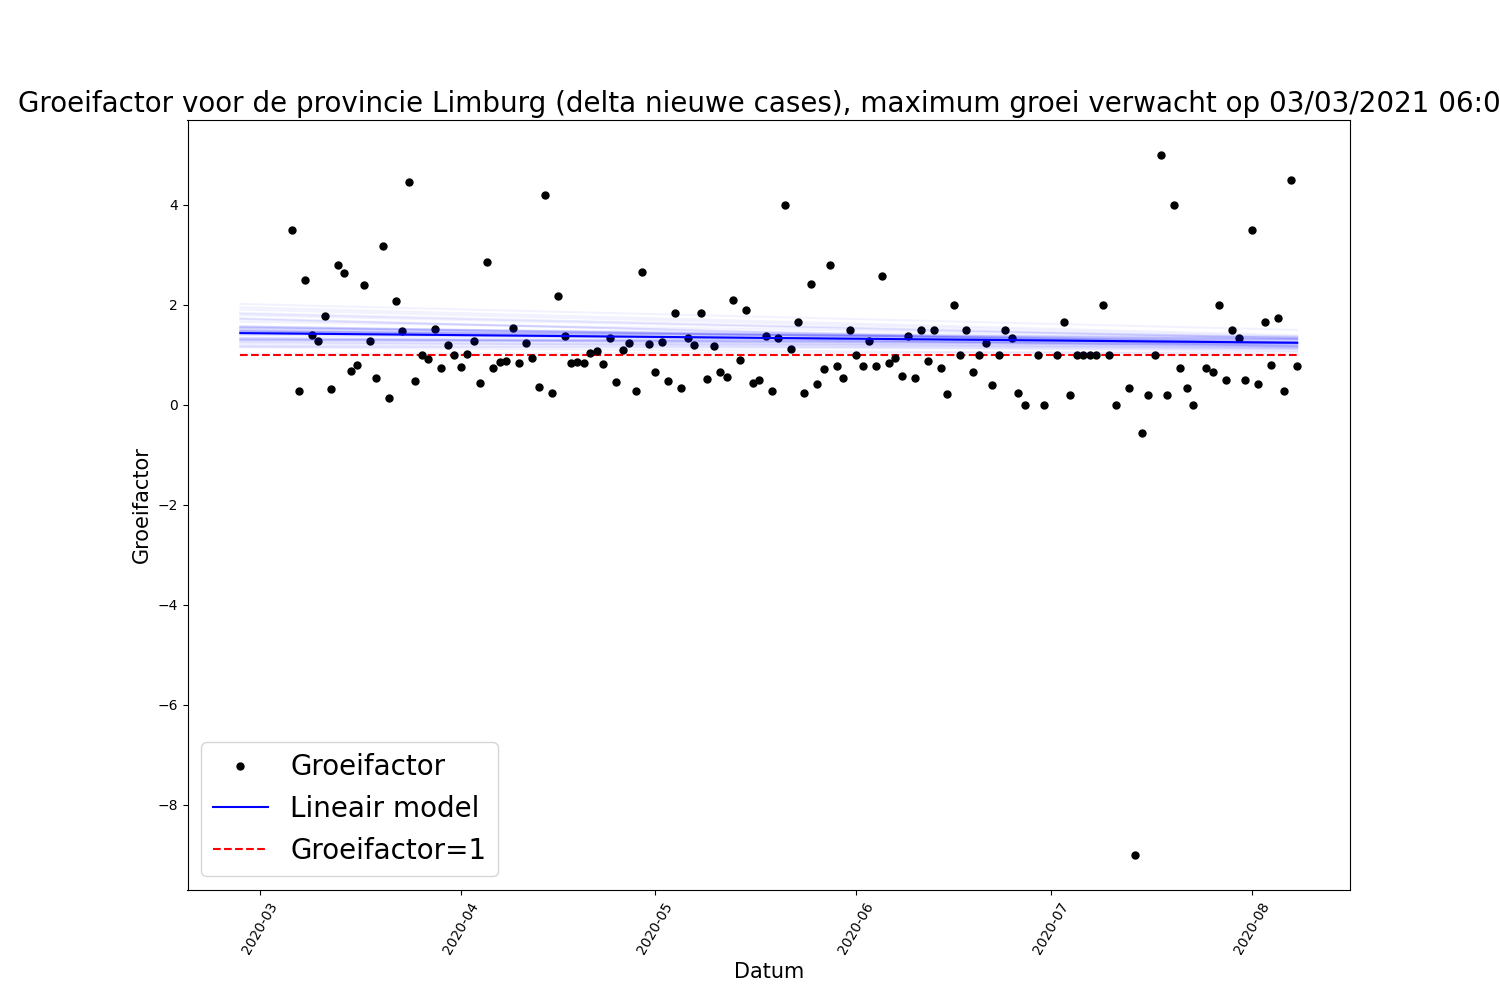 Groeifactor voor de provincie Limburg (delta nieuwe cases), maximum groei verwacht op 03/03/2021 06:0
4
2
0
−2
−4
−6
−8
Groeifactor
Groeifactor
Lineair model
Groeifactor=1
2020-03
2020-04
2020-05
2020-06
2020-07
2020-08
Datum